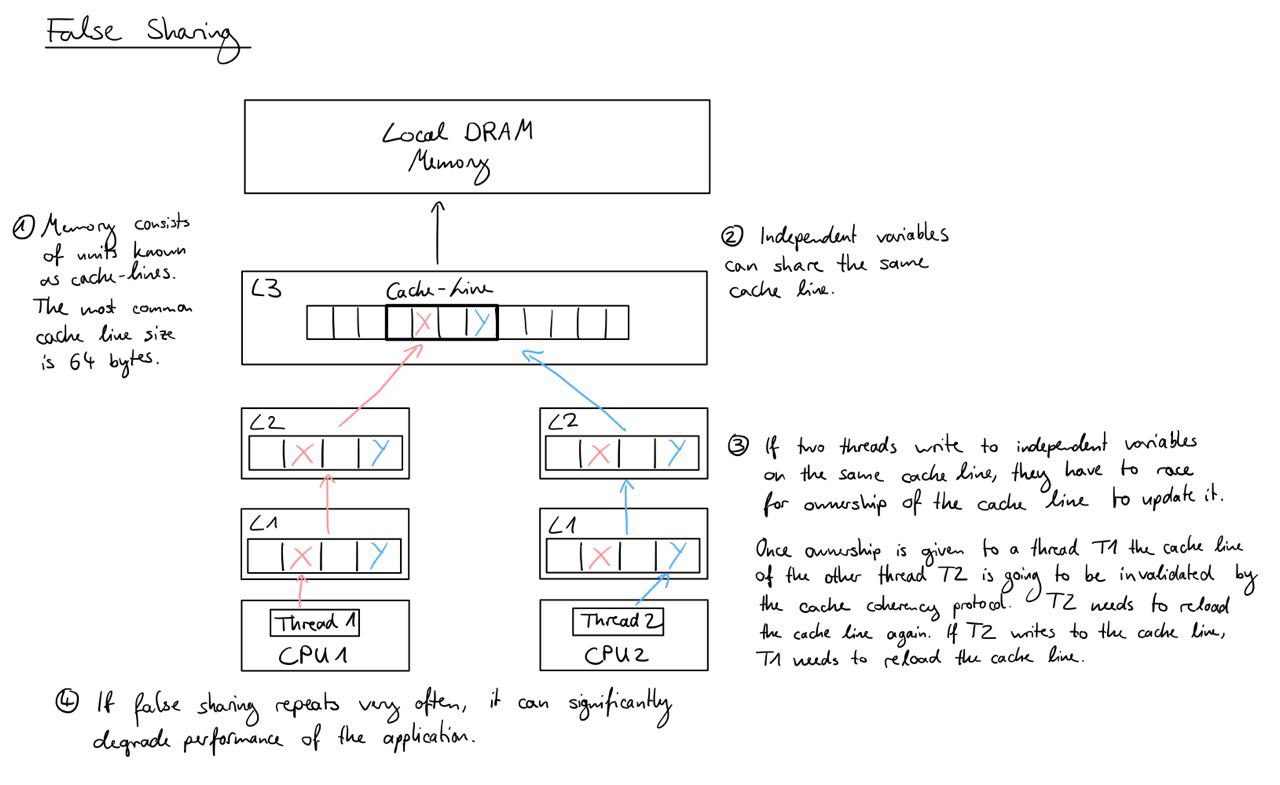 False Sharing
Local DRAM
Memory
① Memory consists
of units known
as cache-lines.
The most common
cache line size
is 64 bytes.
② Independent variables
can share the same
cache line.
L3
Cache-Line
X Y
L2
X Y
L2
X Y
L1
X Y
L1
X Y
Thread 1
CPU1
Thread 2
CPU2
③ If two threads write to independent variables
on the same cache line, they have to race
for ownership of the cache line to update it.
Once ownership is given to a thread T1 the cache line
of the other thread T2 is going to be invalidated by
the cache coherency protocol. T2 needs to reload
the cache line again. If T2 writes to the cache line,
T1 needs to reload the cache line.
④ If false sharing repeats very often, it can significantly
degrade performance of the application.